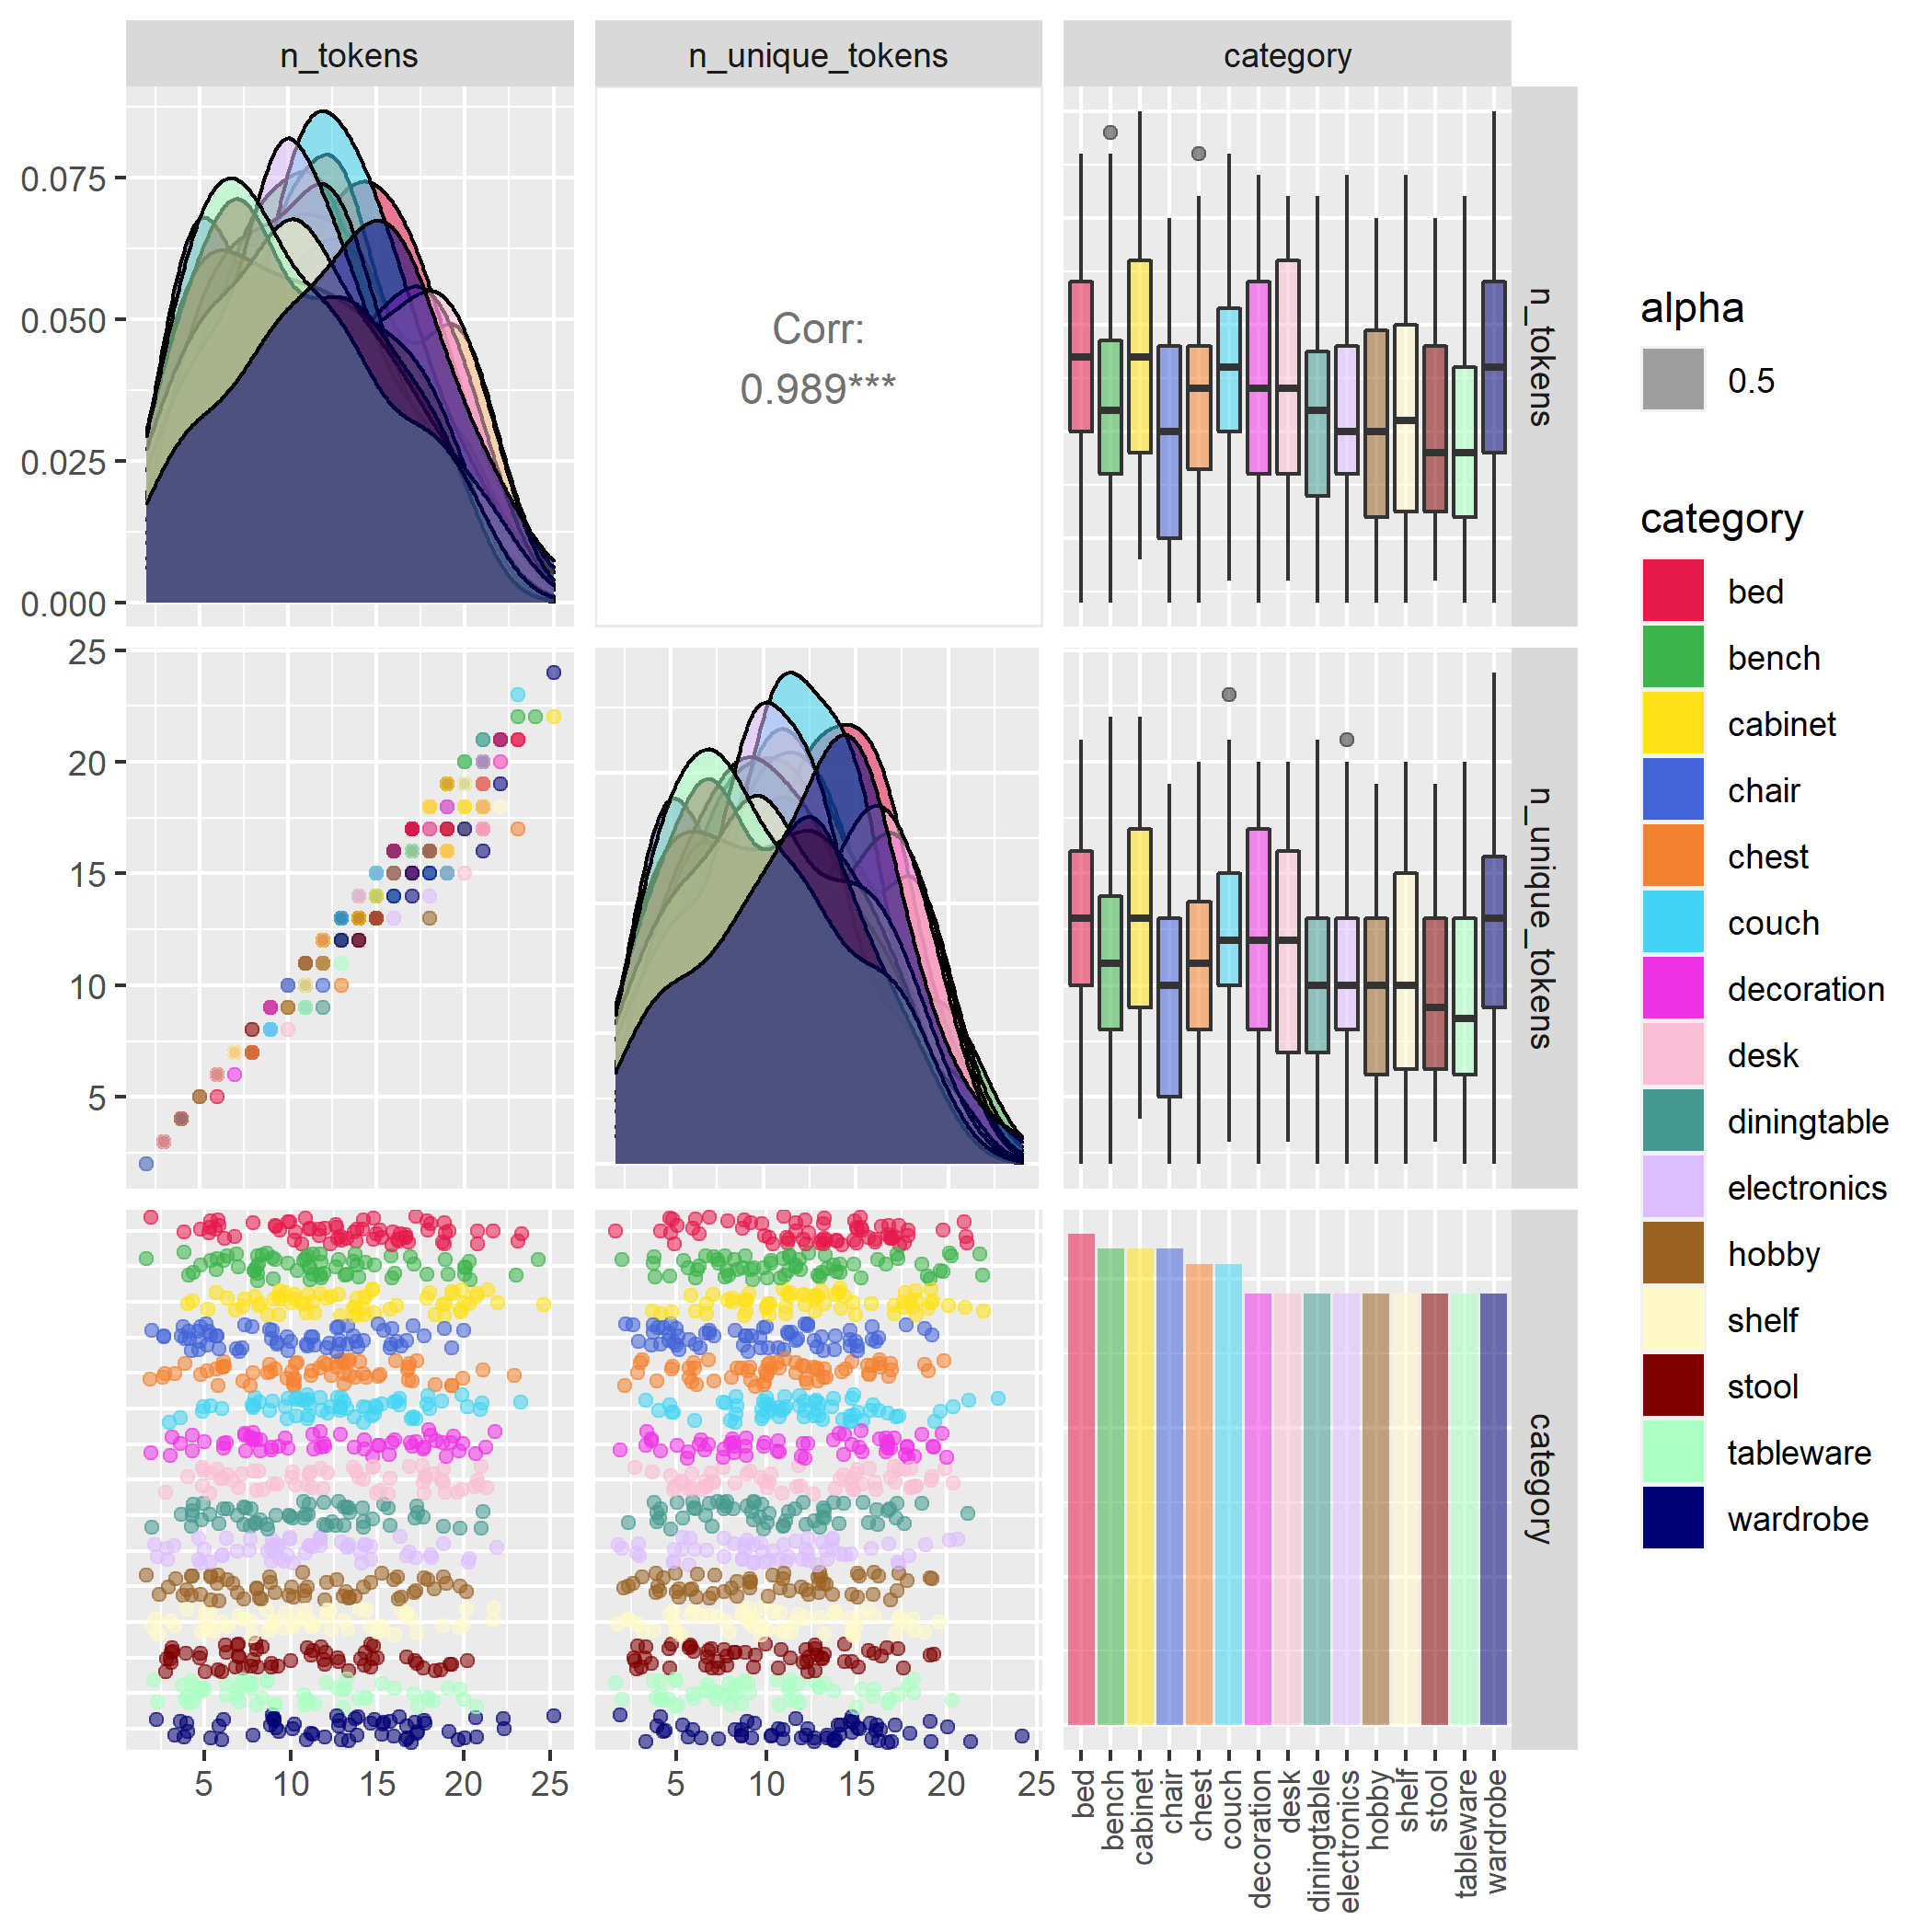 n_tokens
n_unique_tokens
category
0.075
0.050
0.025
0.000
Corr:
0.989***
n_tokens
25
20
15
10
5
n_unique_tokens
category
5
10
15
20
25
5
10
15
20
25
bed
bench
cabinet
chair
chest
couch
decoration
desk
diningtable
electronics
hobby
shelf
stool
tableware
wardrobe
alpha
0.5
category
bed
bench
cabinet
chair
chest
couch
decoration
desk
diningtable
electronics
hobby
shelf
stool
tableware
wardrobe